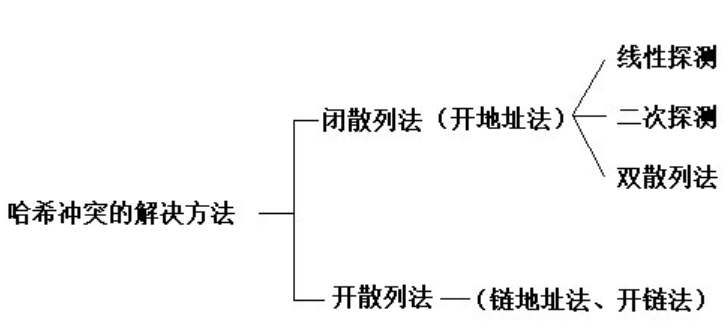 线性探测
闭散列法（开地址法）
二次探测
双散列法
哈希冲突的解决方法
开散列法
（链地址法、开链法）